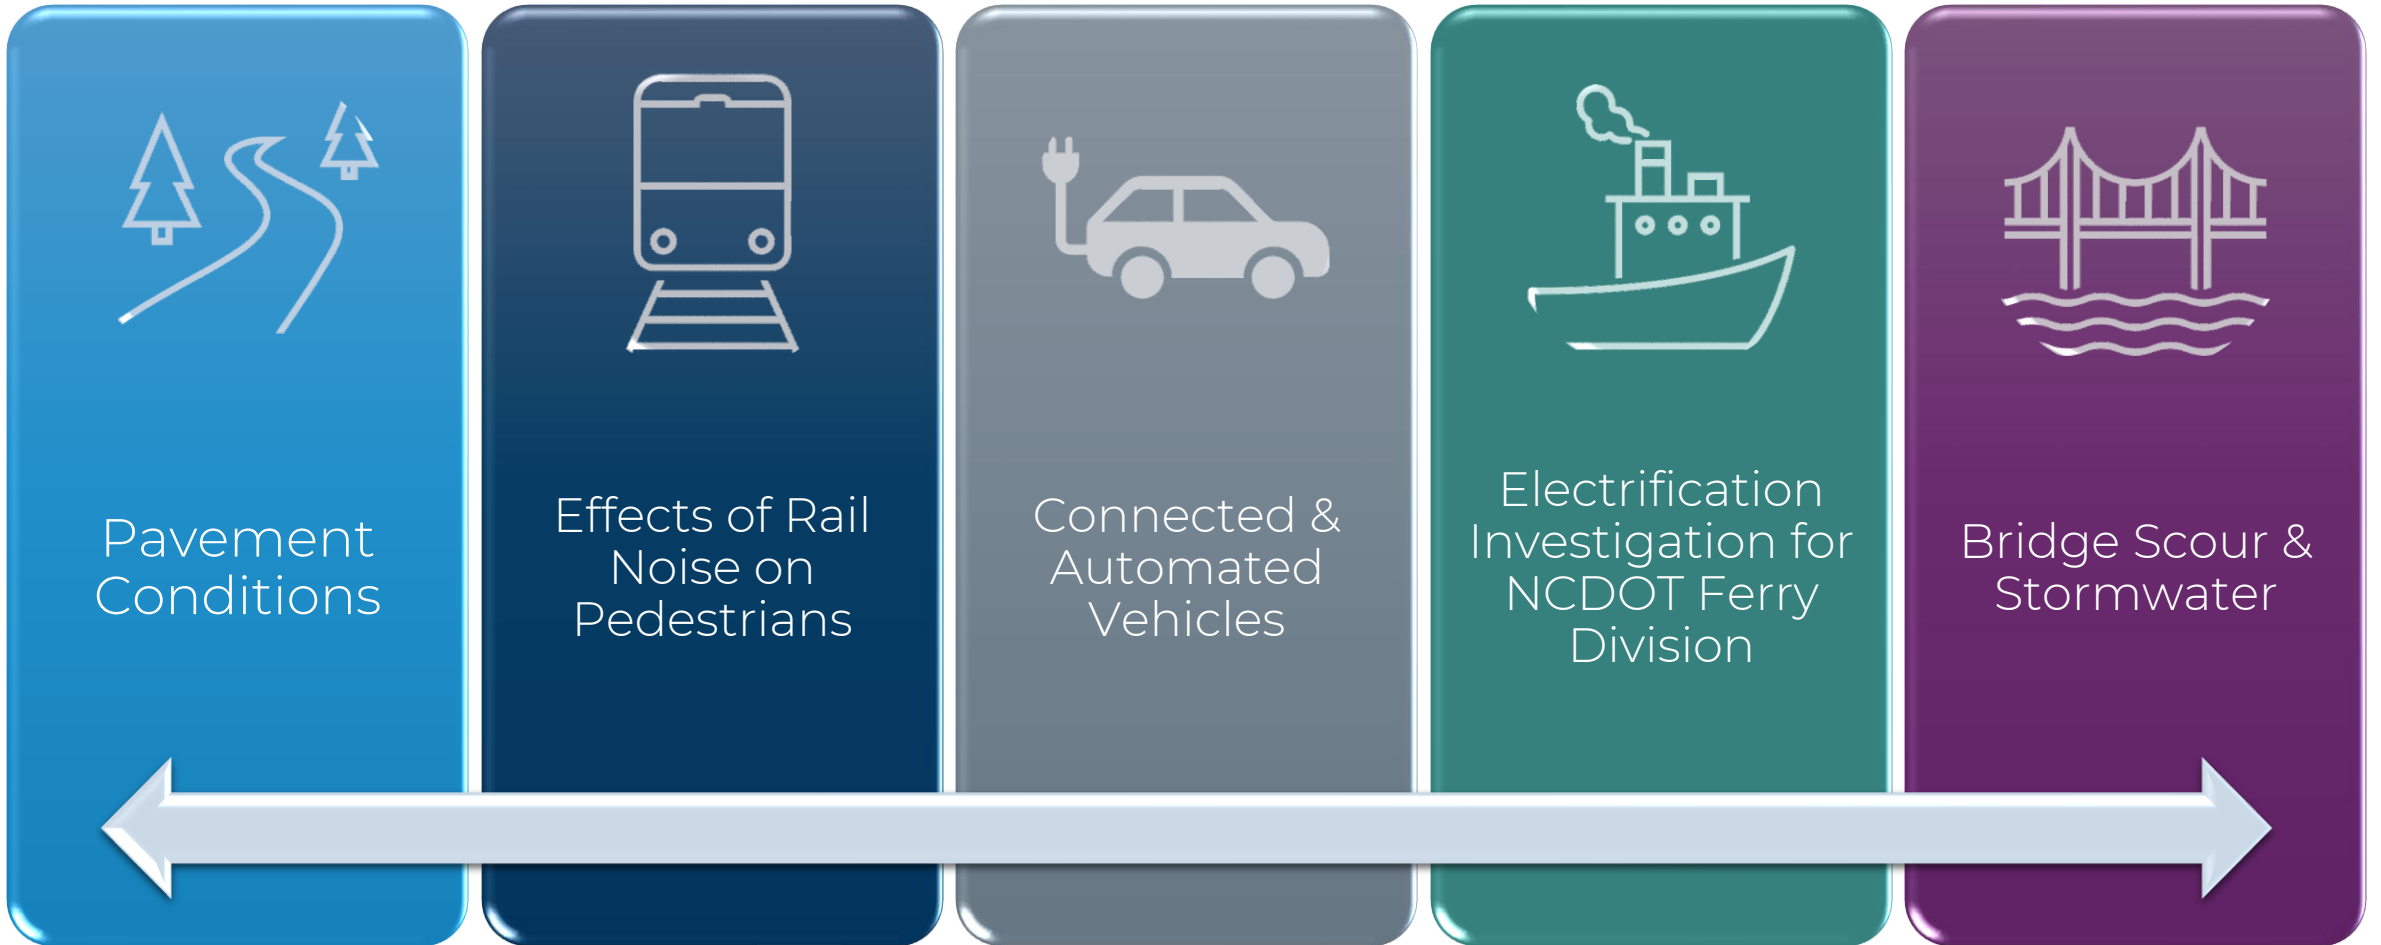 Pavement
Conditions
Effects of Rail
Noise on
Pedestrians
Connected &
Automated
Vehicles
Electrification
Investigation for
NCDOT Ferry
Division
Bridge Scour &
Stormwater